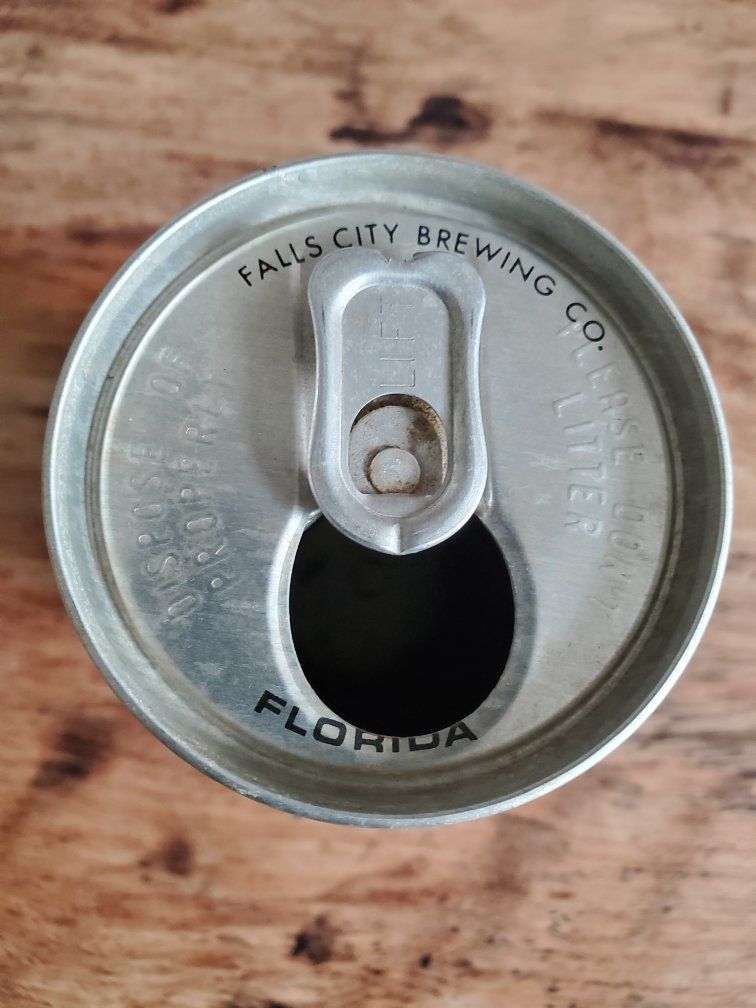 FALLS CITY BREWING CO.
LIFT
DISPOSE OF
PROPERLY
PLEASE DON'T
LITTER
FLORIDA